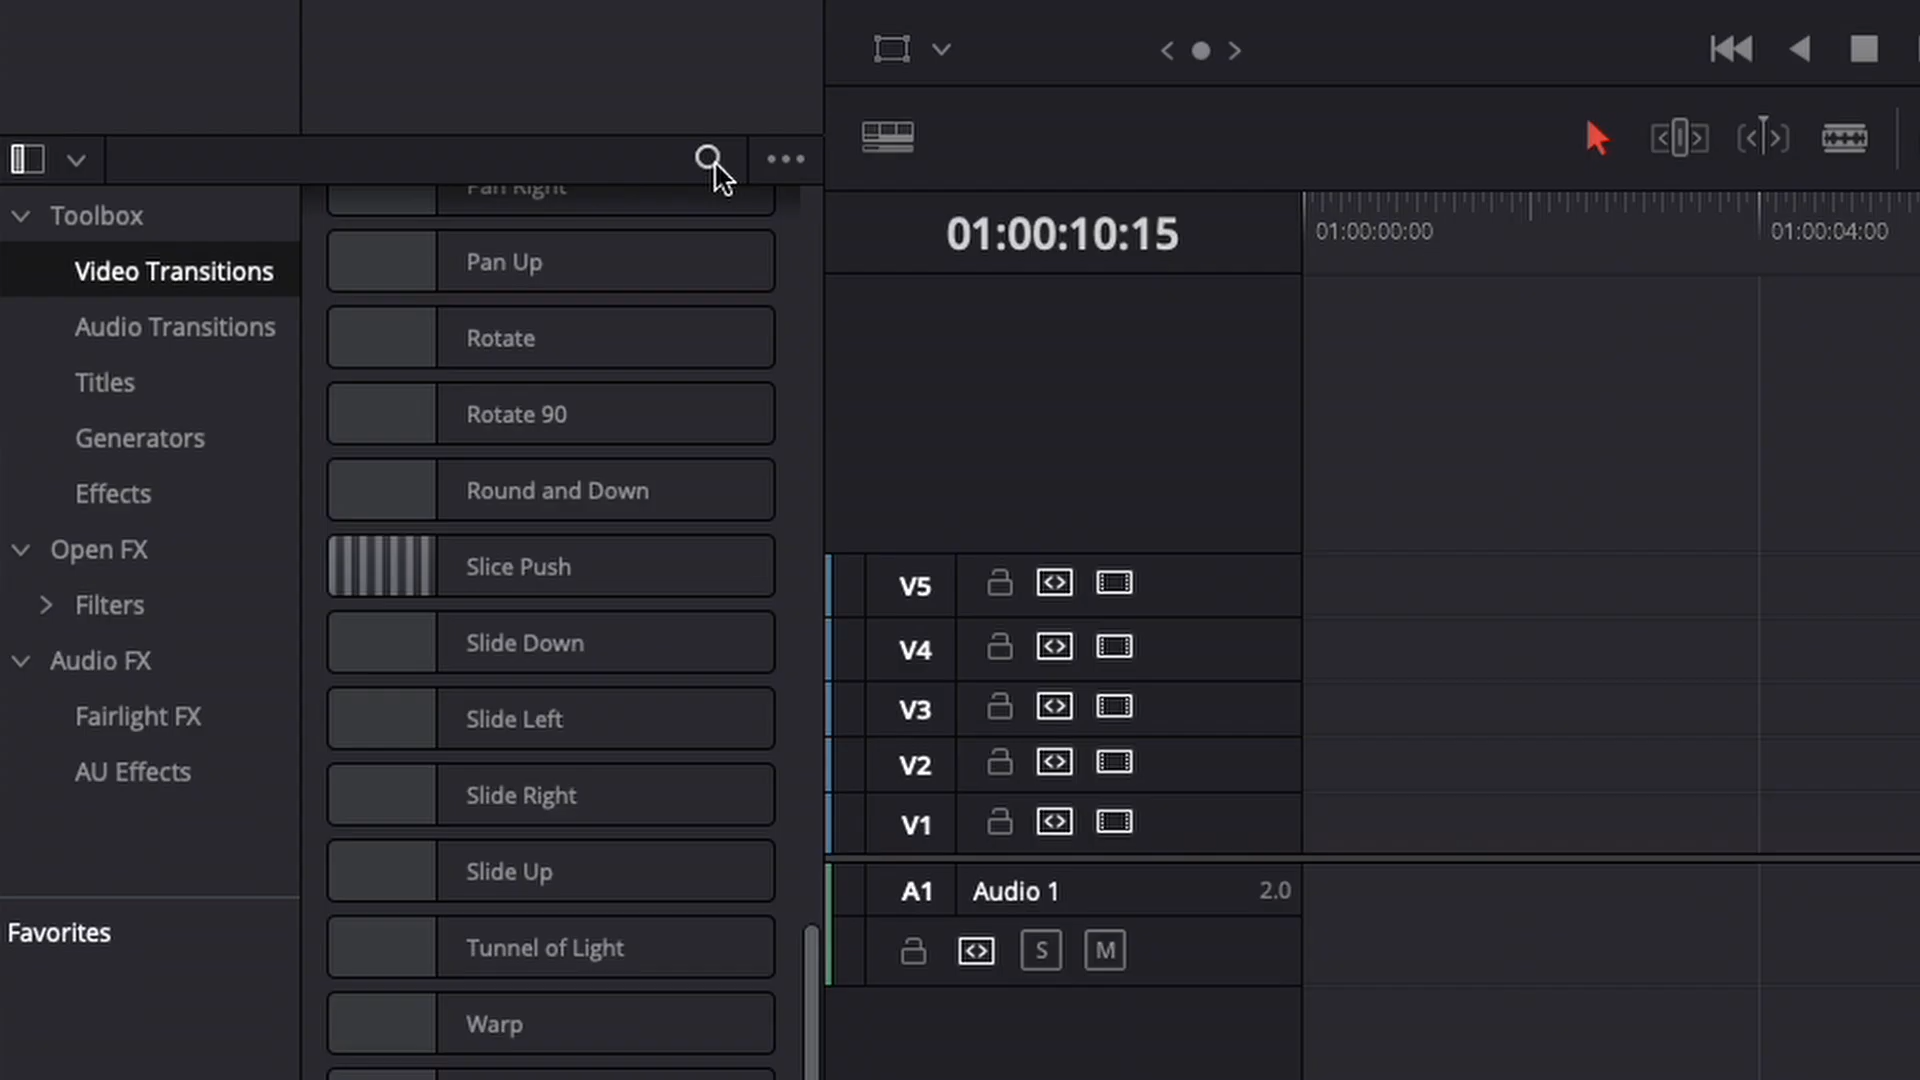 Toolbox
Video Transitions
Audio Transitions
Titles
Generators
Effects
Open FX
Filters
Audio FX
Fairlight FX
AU Effects
Favorites
Pan Right
Pan Up
Rotate
Rotate 90
Round and Down
Slice Push
Slide Down
Slide Left
Slide Right
Slide Up
Tunnel of Light
Warp
01:00:10:15
01:00:00:00
01:00:04:00
V5
V4
V3
V2
V1
A1 Audio 1 2.0
S M